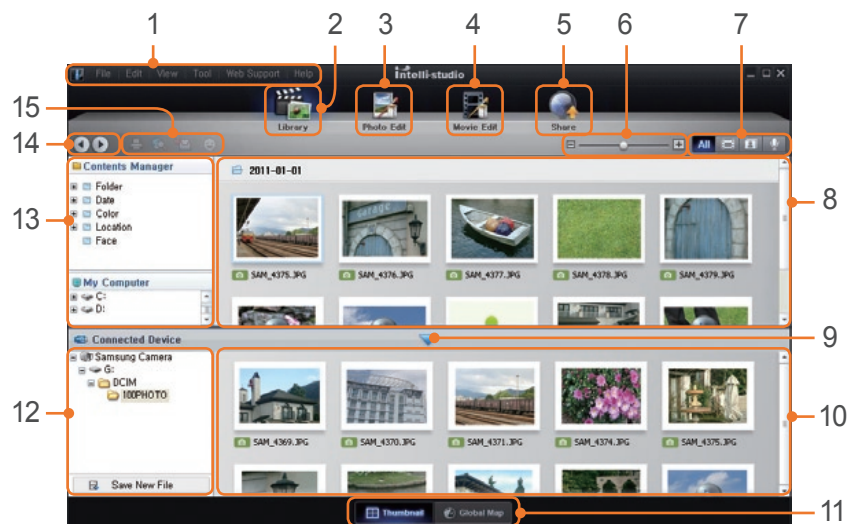 1 2 3 4 5 6 7
File Edit View Tool Web Support Help
intelli-studio
Library Photo Edit Movie Edit Share
15
14
All
Contents Manager
Folder
Date
Color
Location
Face
13
My Computer
C:
D:
2011-01-01
SAM_4375.JPG SAM_4376.JPG SAM_4377.JPG SAM_4378.JPG SAM_4379.JPG
8
Connected Device
9
Samsung Camera
G:
DCIM
100PHOTO
12
Save New File
SAM_4369.JPG SAM_4370.JPG SAM_4371.JPG SAM_4374.JPG SAM_4375.JPG
10
Thumbnail Global Map
11